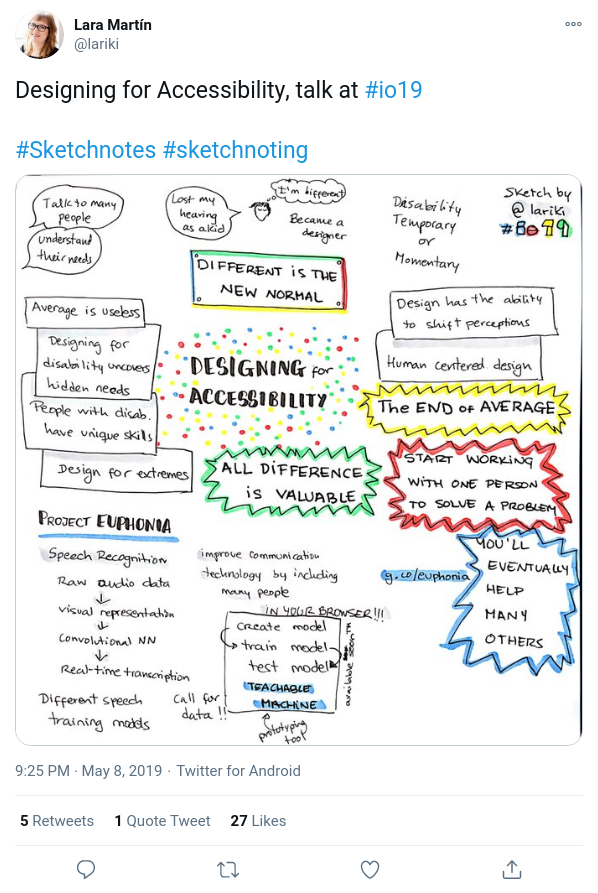 Lara Martín
@lariki
Designing for Accessibility, talk at #io19
#Sketchnotes #sketchnoting
Talk to many
people
understand
their needs
Lost my
hearing
as a kid
I'm different
Became a
designer
Disability
Temporary
or
Momentary
Sketch by
@lariki
#8e99
DIFFERENT iS THE
NEW NORMAL
Average is useless
Designing for
disability uncovers
hidden needs
People with disab.
have unique skils
Design for extremes
DESIGNING for
ACCESSIBILITY
Design has the ability
to shift perceptions
Human centered design
The END of AVERAGE
ALL DiFFERENCE
iS VALUABLE
START WORKING
WiTH ONE PERSON
TO SOLVE A PROBLEM
YOU'LL
EVENTUALLY
HELP
MANY
OTHERS
PROJECT EUPHONIA
Speech Recognition
Raw audio data
visual representation
Convolutional NN
Real-time transcription
Different speech
training models
Call for
data !!
improve communication
technology by including
many people
g.co/euphonia
IN YOUR BROWSER!!!
Create model
train model
test model
TEACHABLE
MACHINE
available soon
prototyping
tool
9:25 PM · May 8, 2019 · Twitter for Android
5 Retweets 1 Quote Tweet 27 Likes